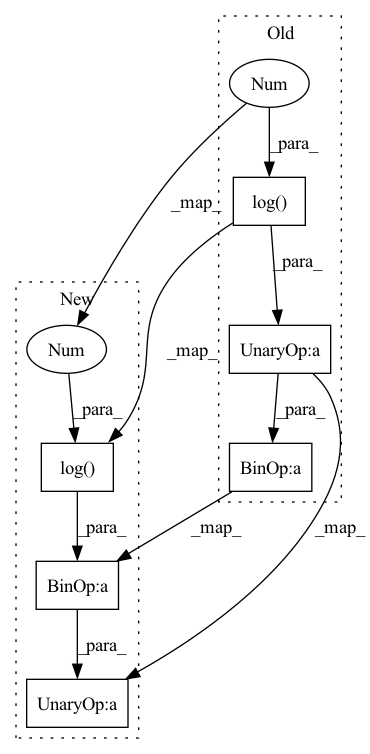 Old
Num
_para_
_map_
log()
_para_
New
Num
_map_
UnaryOp:a
_para_
_para_
log()
BinOp:a
_para_
_map_
_map_
BinOp:a
_para_
UnaryOp:a